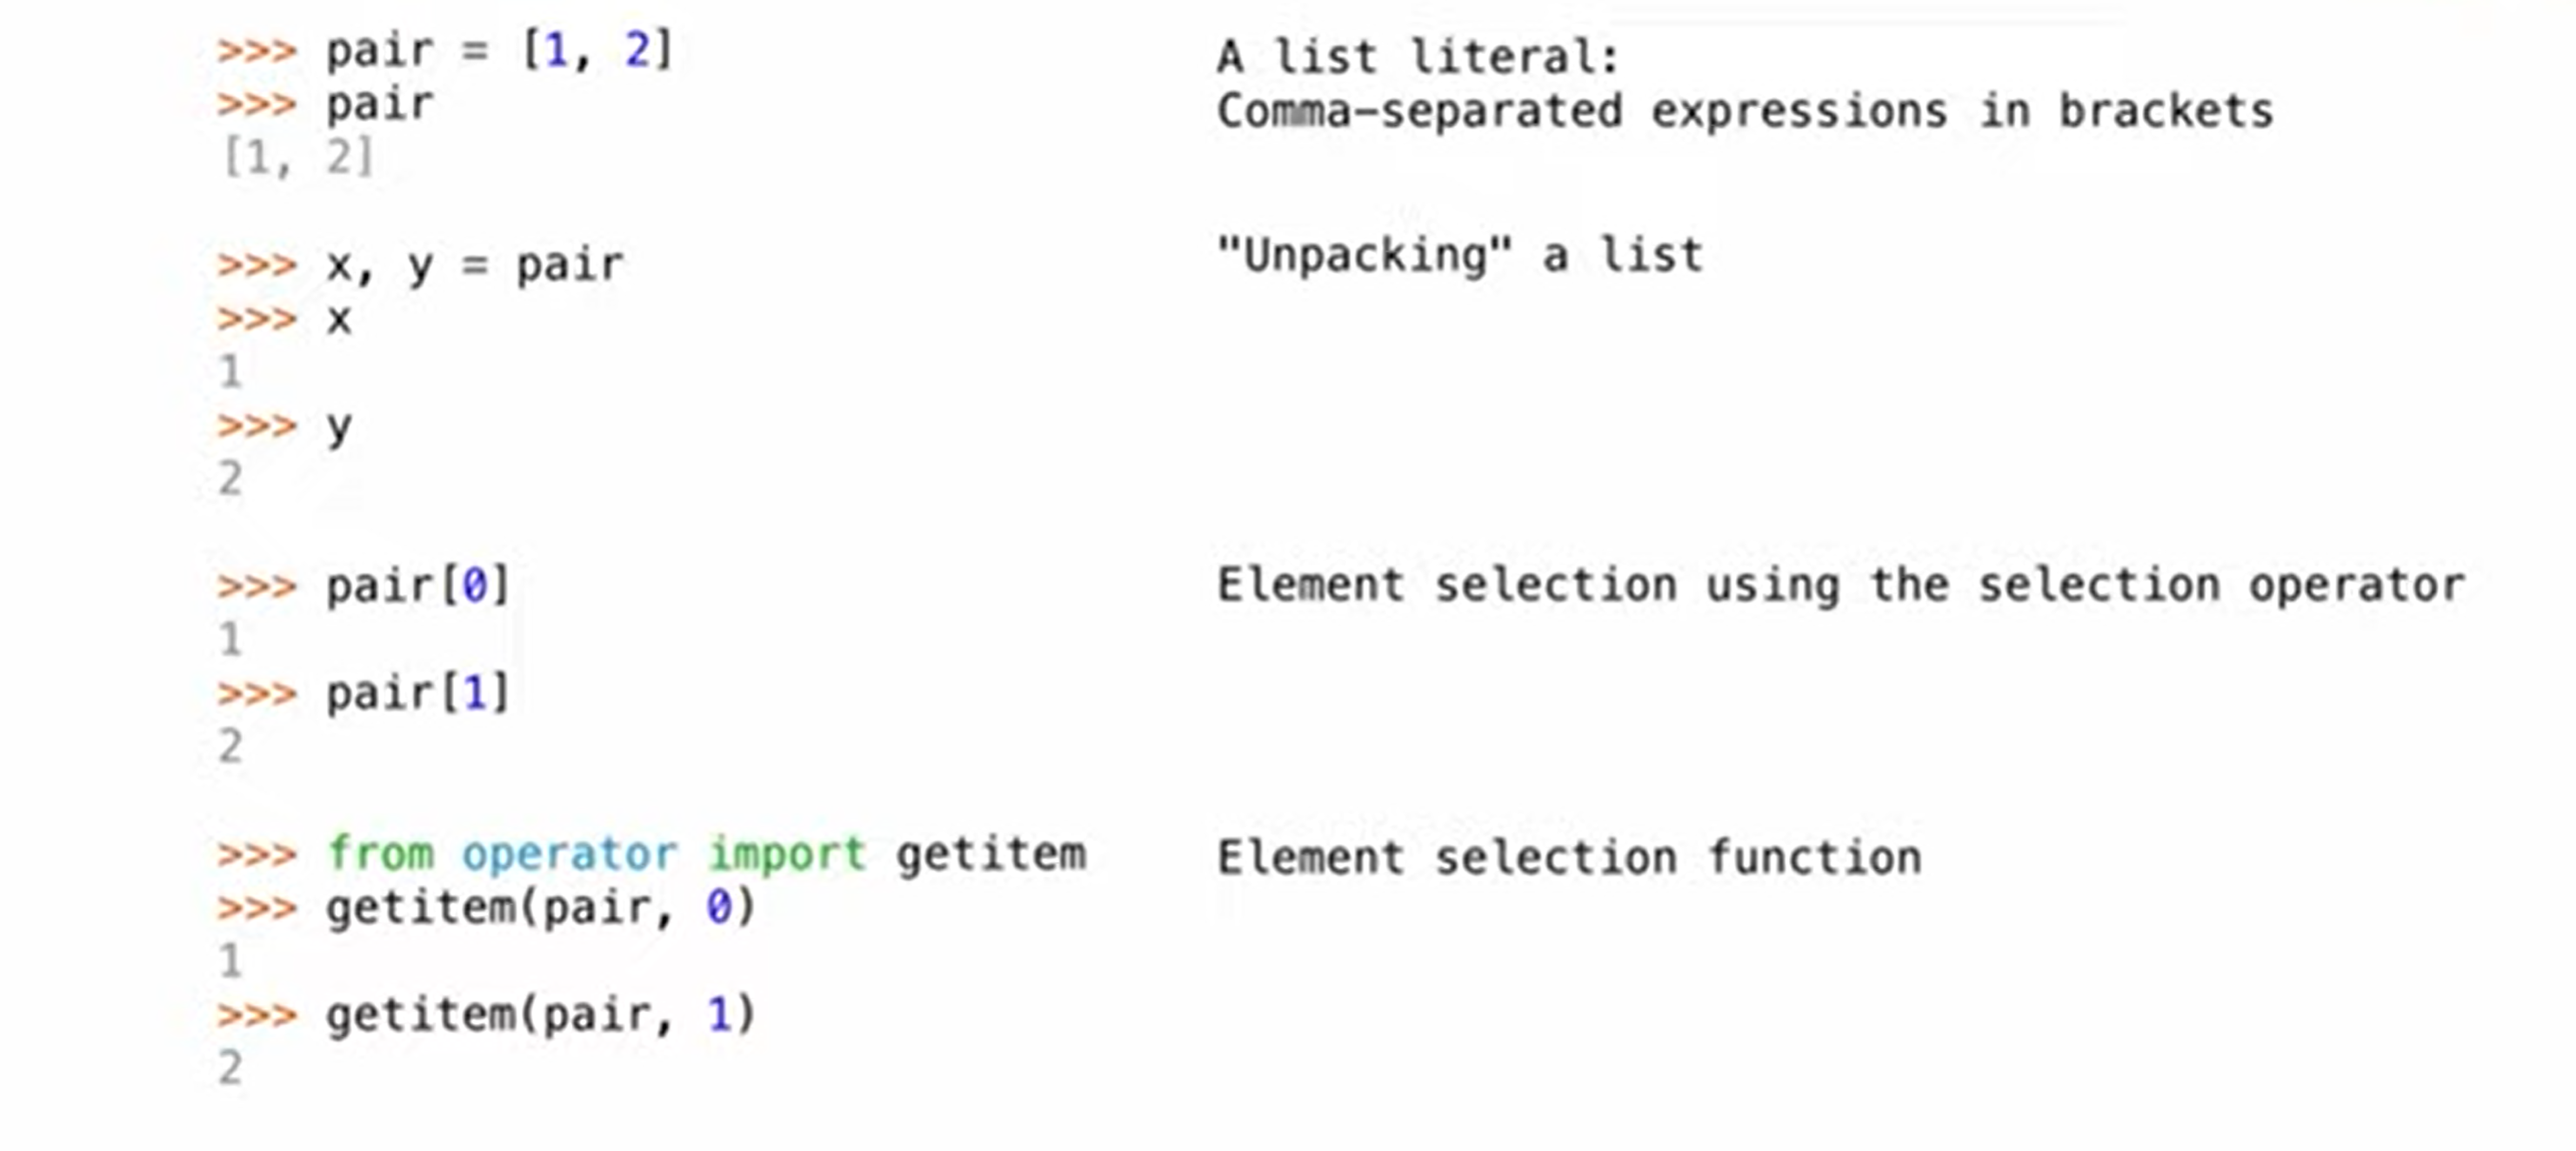 >>> pair = [1, 2]
>>> pair
[1, 2]
A list literal:
Comma-separated expressions in brackets
>>> x, y = pair
>>> x
1
>>> y
2
"Unpacking" a list
>>> pair[0]
1
>>> pair[1]
2
Element selection using the selection operator
>>> from operator import getitem
>>> getitem(pair, 0)
1
>>> getitem(pair, 1)
2
Element selection function